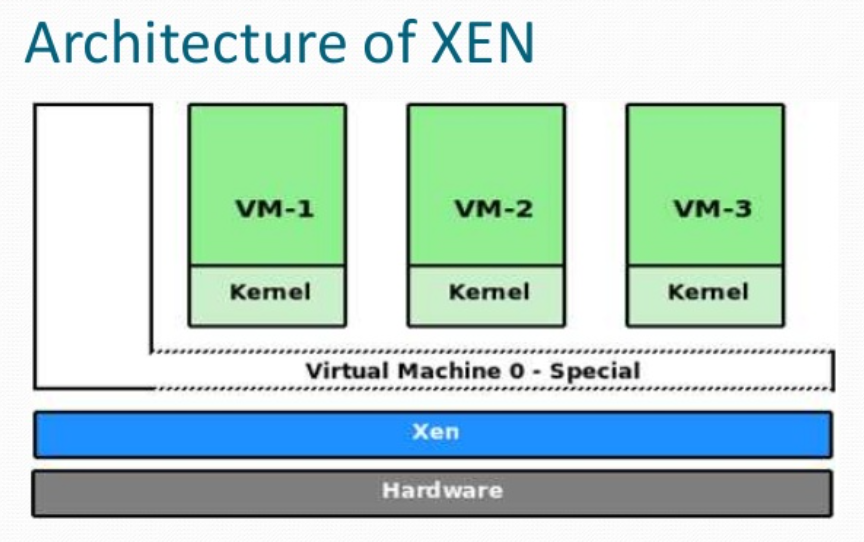 Architecture of XEN
VM-1
VM-2
VM-3
Kernel
Kernel
Kernel
Virtual Machine 0 - Special
Xen
Hardware